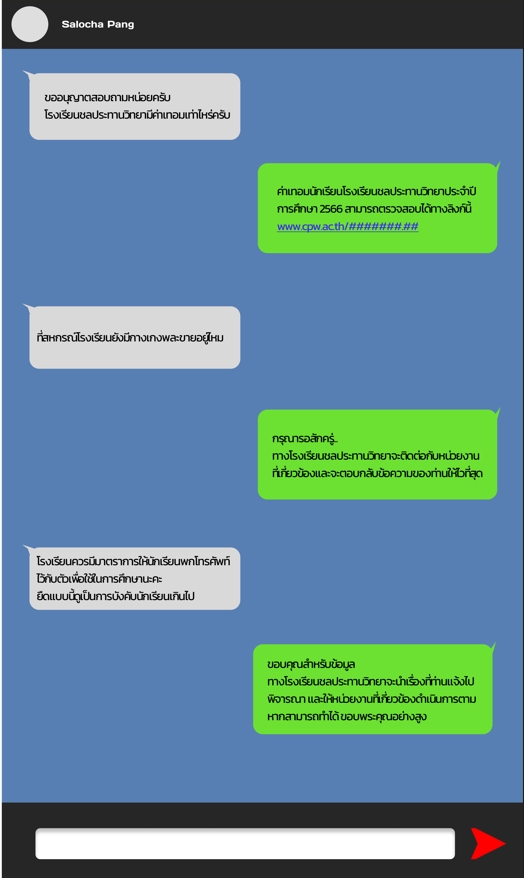 Salocha Pang
ขออนุญาตสอบถามหน่อยครับ
โรงเรียนชลประทานวิทยามีค่าเทอมเท่าไหร่ครับ
ค่าเทอมนักเรียนโรงเรียนชลประทานวิทยาประจำปี
การศึกษา 2566 สามารถตรวจสอบได้ทางลิงก์นี้
www.cpw.ac.th/#######.##
ที่สหกรณ์โรงเรียนยังมีกางเกงพละขายอยู่ไหม
กรุณารอสักครู่..
ทางโรงเรียนชลประทานวิทยาจะติดต่อกับหน่วยงาน
ที่เกี่ยวข้องและจะตอบกลับข้อความของท่านให้ไวที่สุด
โรงเรียนควรมีมาตราการให้นักเรียนพกโทรศัพท์
ไว้กับตัวเพื่อใช้ในการศึกษานะคะ
ยึดแบบนี้ดูเป็นการบังคับนักเรียนเกินไป
ขอบคุณสำหรับข้อมูล
ทางโรงเรียนชลประทานวิทยาจะนำเรื่องที่ท่านแจ้งไป
พิจารณา และให้หน่วยงานที่เกี่ยวข้องดำเนินการตาม
หากสามารถทำได้ ขอบพระคุณอย่างสูง